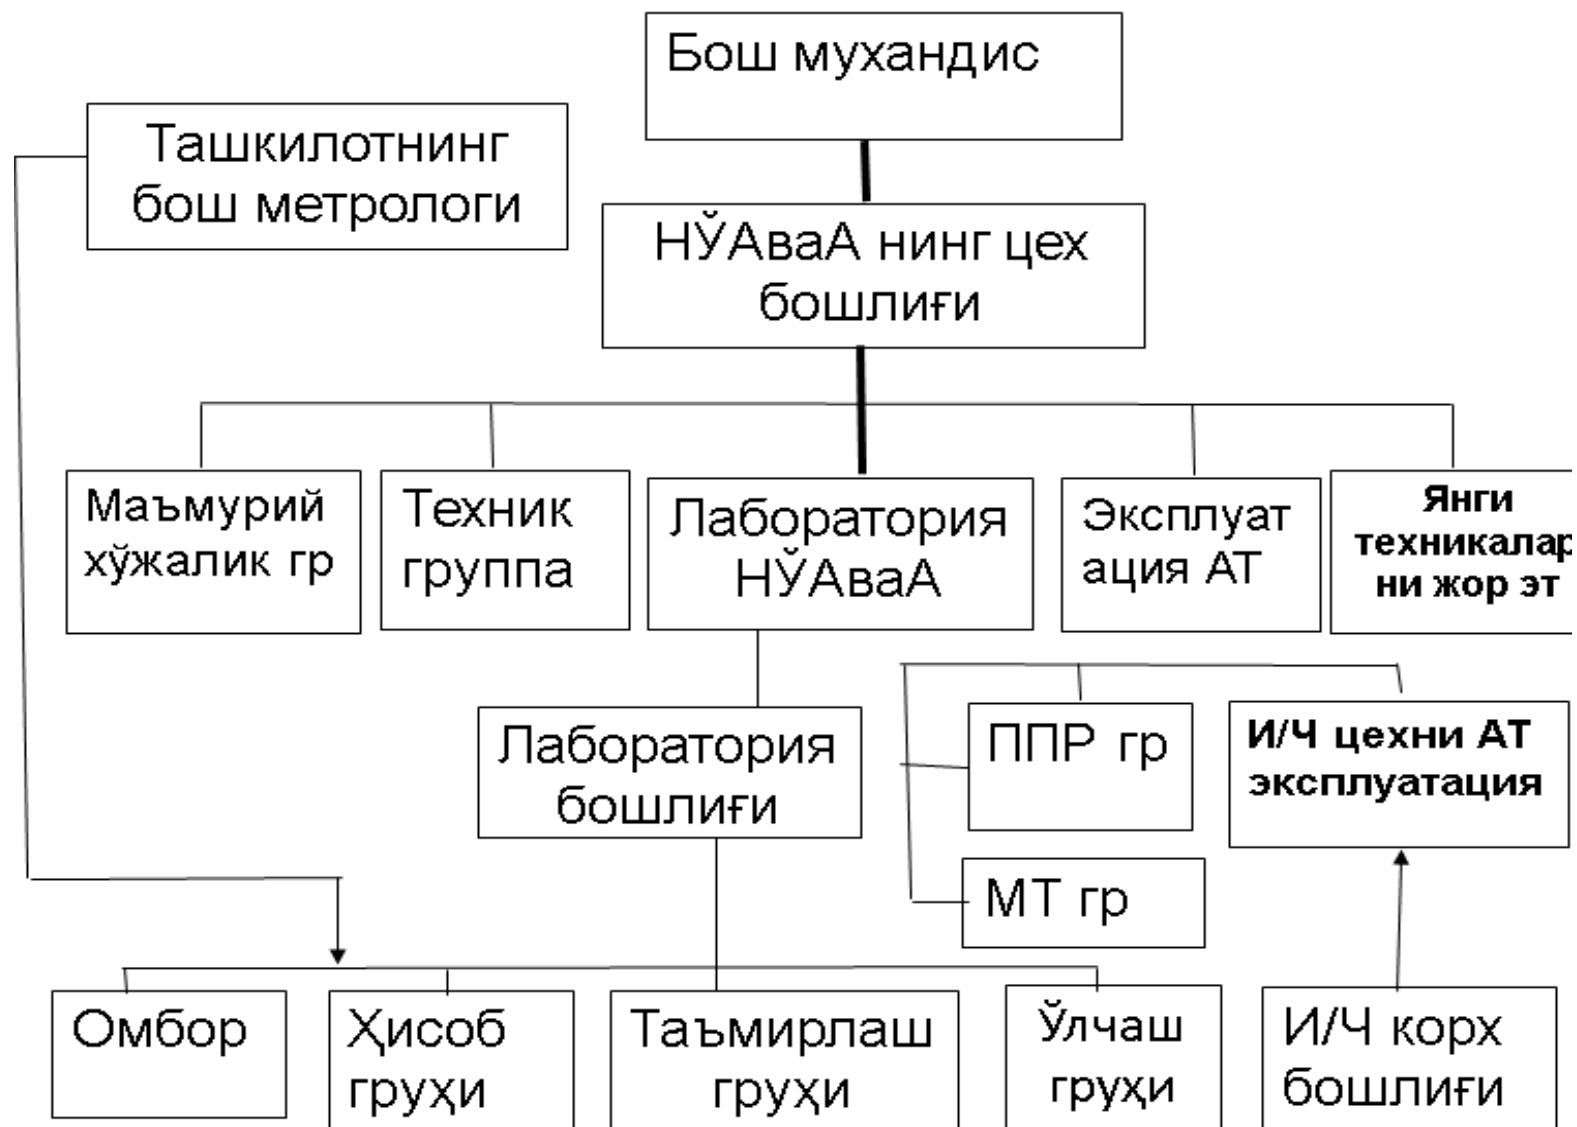 Бош мухандис
Ташкилотнинг
бош метрологи
НЎАваА нинг цех
бошлиғи
Маъмурий
хўжалик гр
Техник
группа
Лаборатория
НЎАваА
Эксплуат
ация АТ
Янги
техникалар
ни жор эт
Лаборатория
бошлиғи
ППР гр
И/Ч цехни АТ
эксплуатация
МТ гр
Омбор
Ҳисоб
груҳи
Таъмирлаш
груҳи
Ўлчаш
груҳи
И/Ч корх
бошлиғи